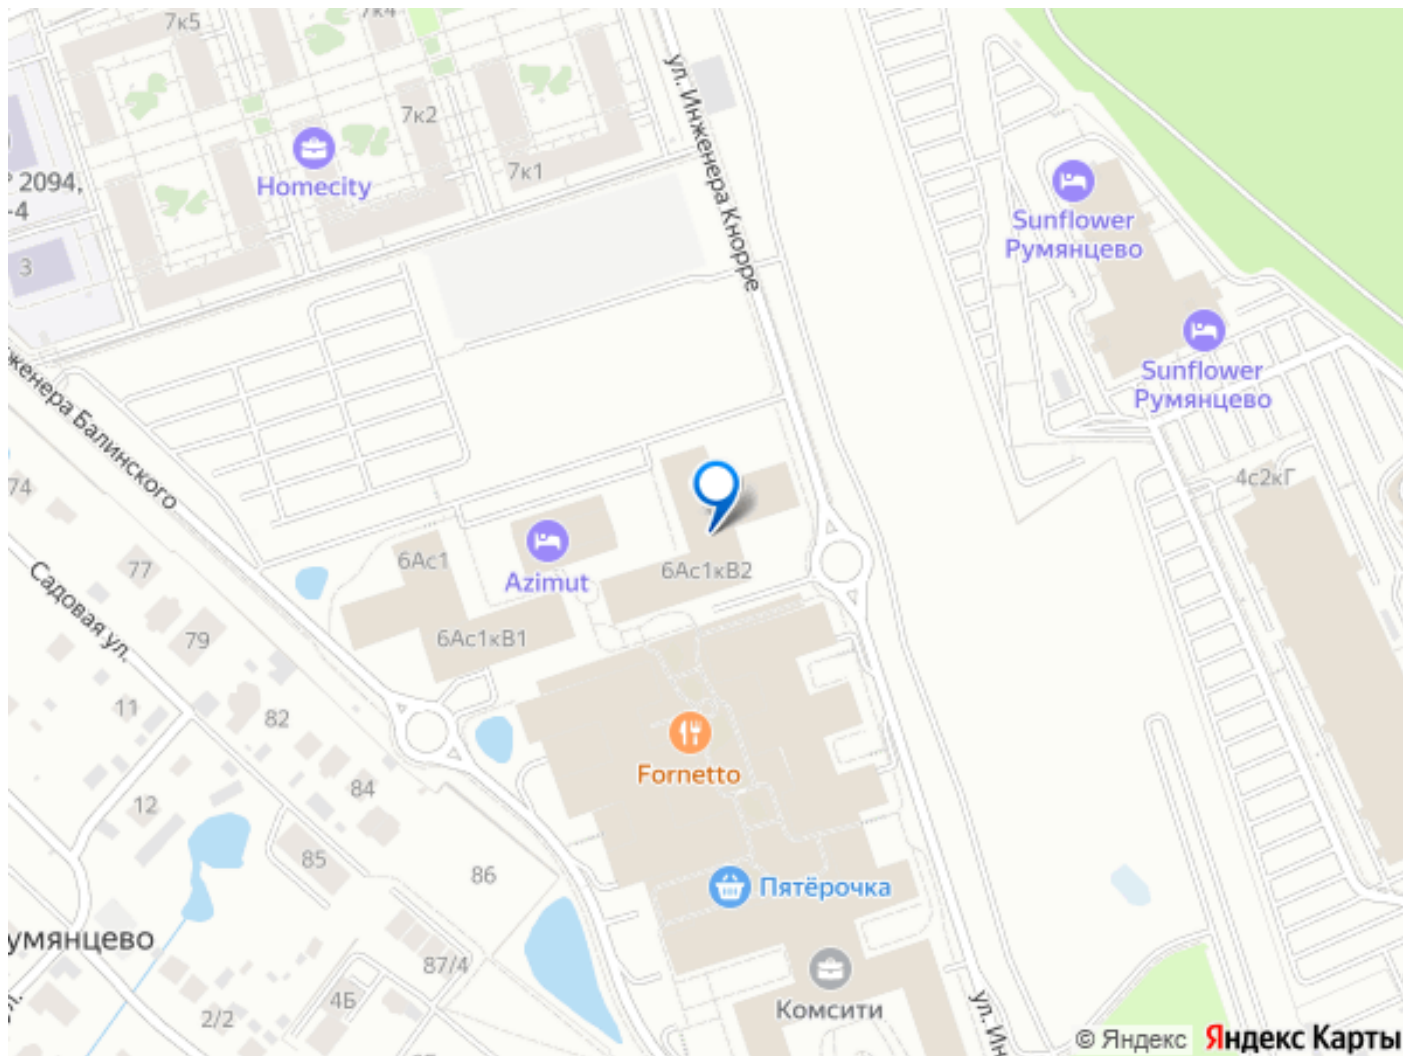 7к5
7к4
ул. Инженера Кнорре
7к2
Homecity
7к1
2094,
-4
3
Sunflower
Румянцево
Sunflower
Румянцево
женера Балинского
74
4с2кГ
77
6Ас1
Azimut
6Ас1кВ2
Садовая ул.
79
6Ас1кВ1
11
82
Fornetto
84
12
85
86
Пятёрочка
умянцево
87/4
Комсити
4Б
2/2
ул. Ин
© Яндекс Яндекс Карты